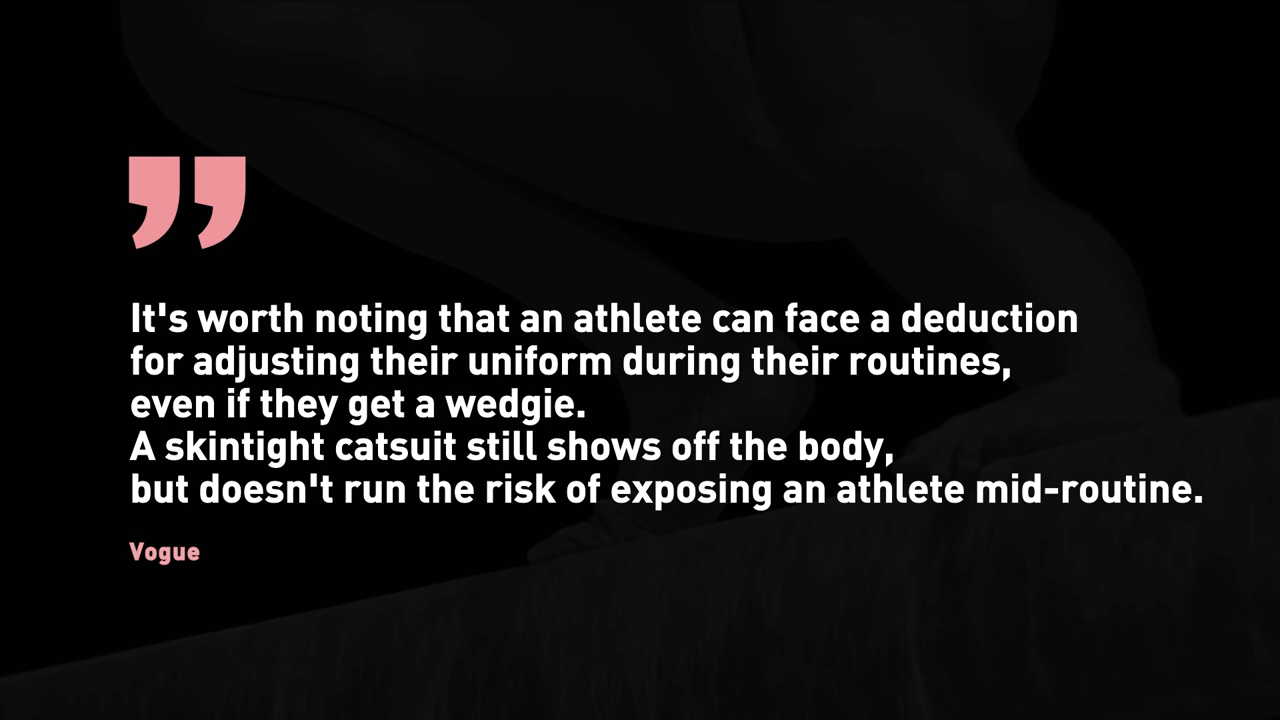 ”
It's worth noting that an athlete can face a deduction
for adjusting their uniform during their routines,
even if they get a wedgie.
A skintight catsuit still shows off the body,
but doesn't run the risk of exposing an athlete mid-routine.
Vogue